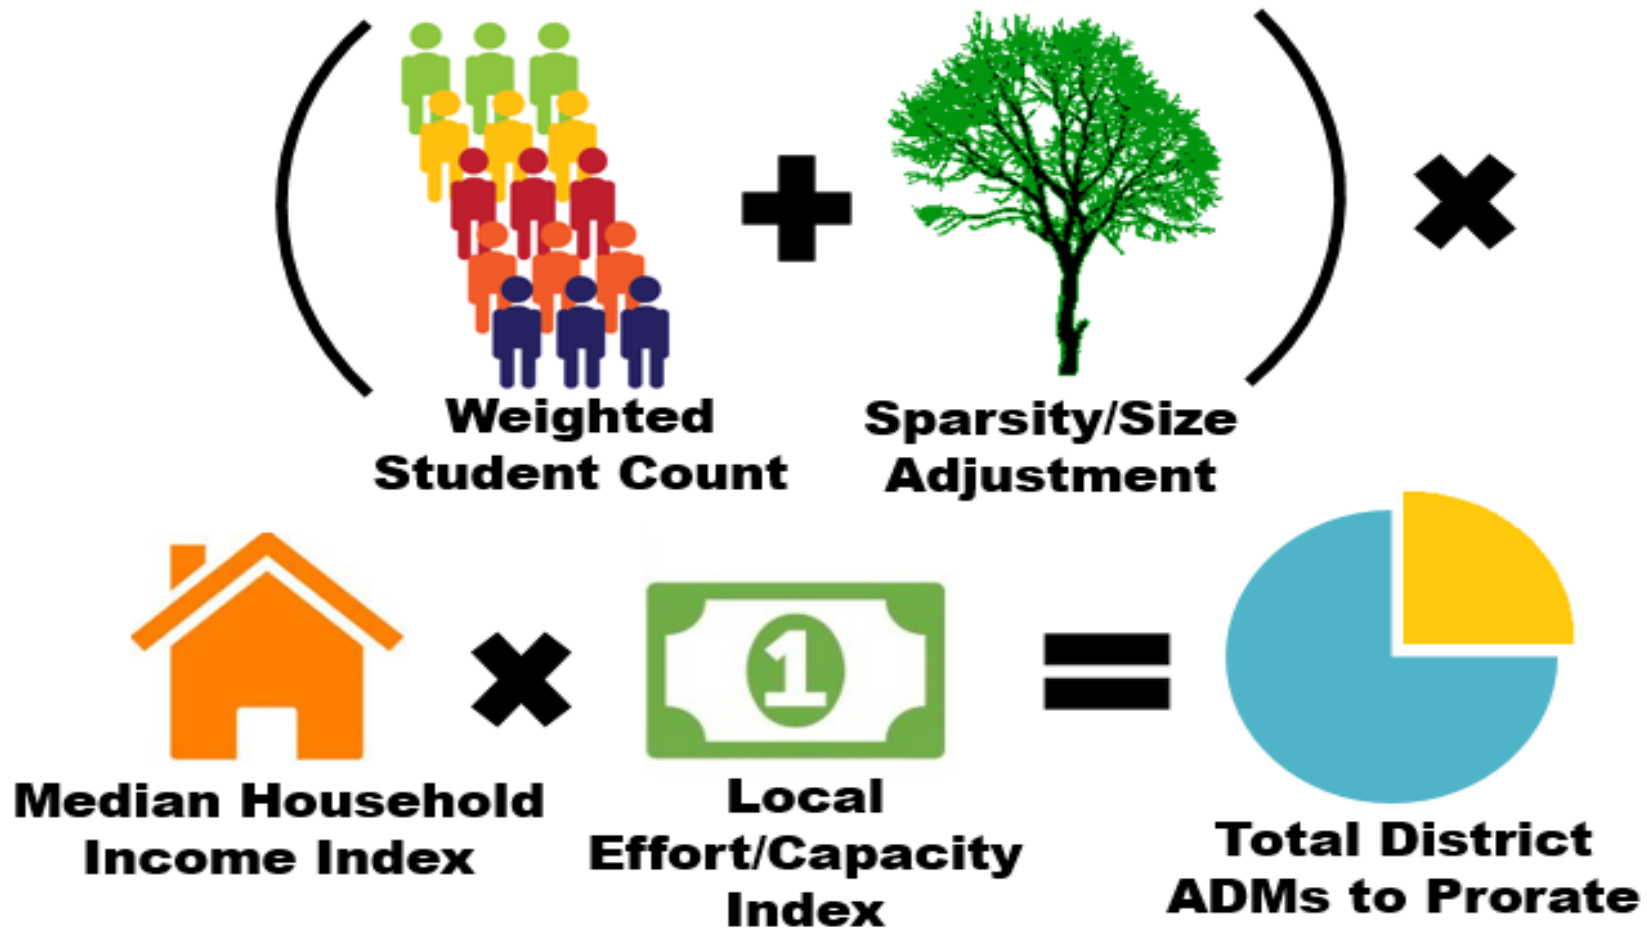 Weighted
Student Count
Sparsity/Size
Adjustment
Median Household
Income Index
1
Local
Effort/Capacity
Index
Total District
ADMs to Prorate